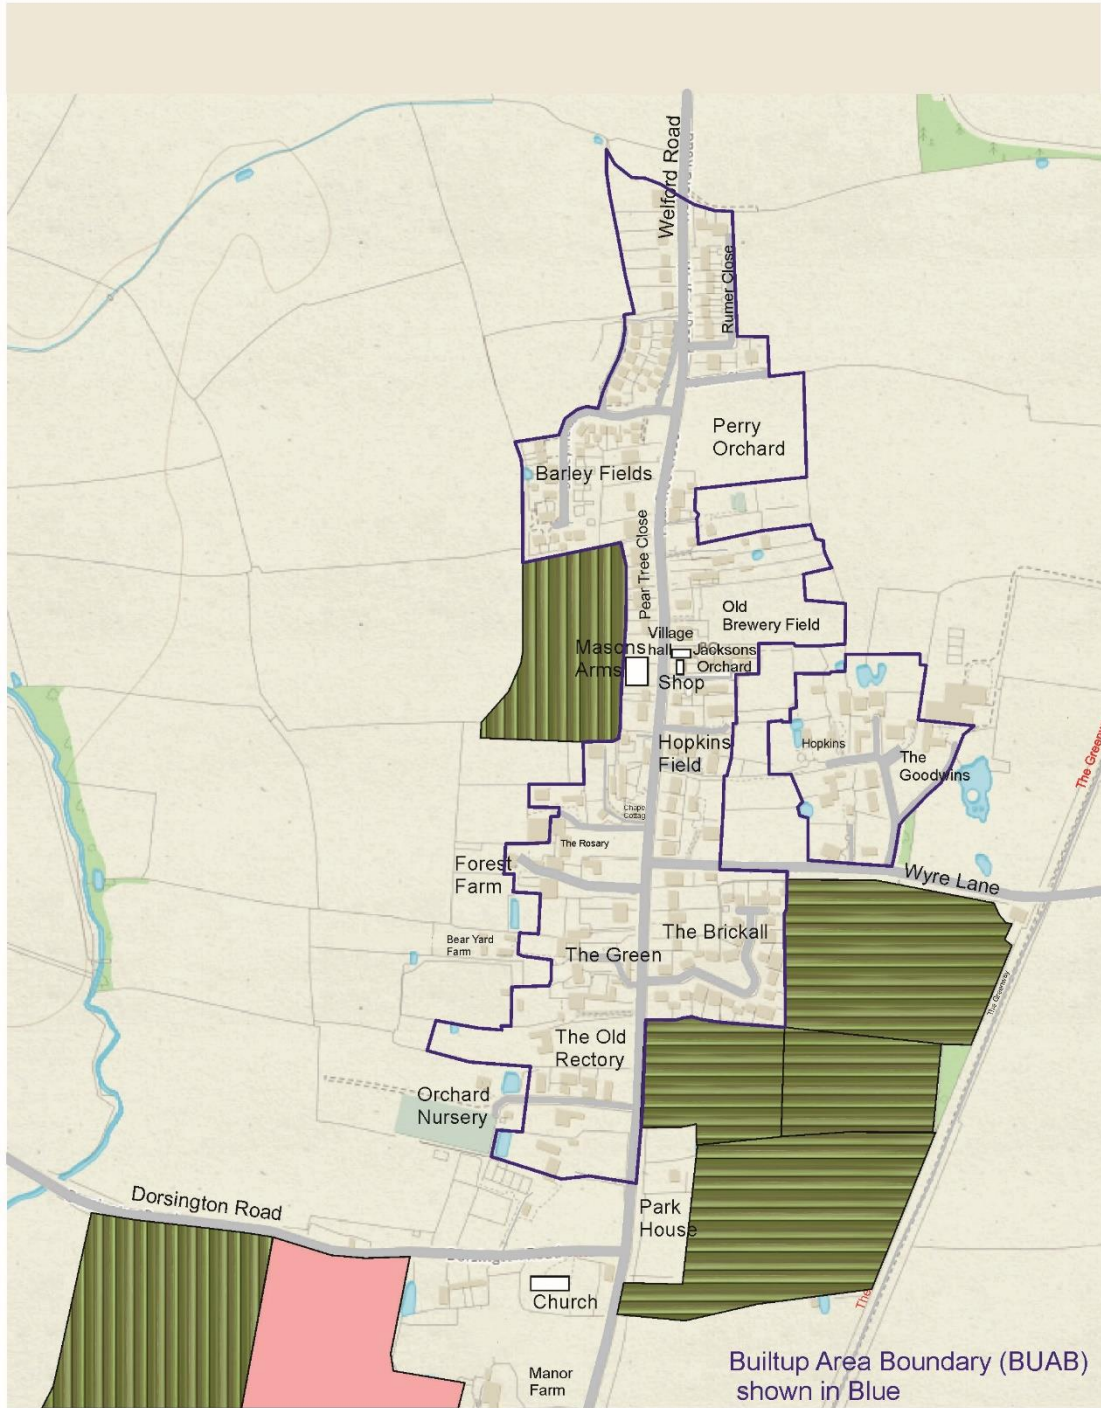 Welford Road
Rumer Close
Perry
Orchard
Barley Fields
Pear Tree Close
Old
Brewery Field
Village
hall
Jacksons
Orchard
Masons
Arms
Shop
Hopkins
Field
Hopkins
The
Goodwins
The Rosary
Forest
Farm
Wyre Lane
Bear Yard
Farm
The Green
The Brickall
The Greenway
The Old
Rectory
Orchard
Nursery
Dorsington Road
Park
House
Church
Manor
Farm
Builtup Area Boundary (BUAB)
shown in Blue